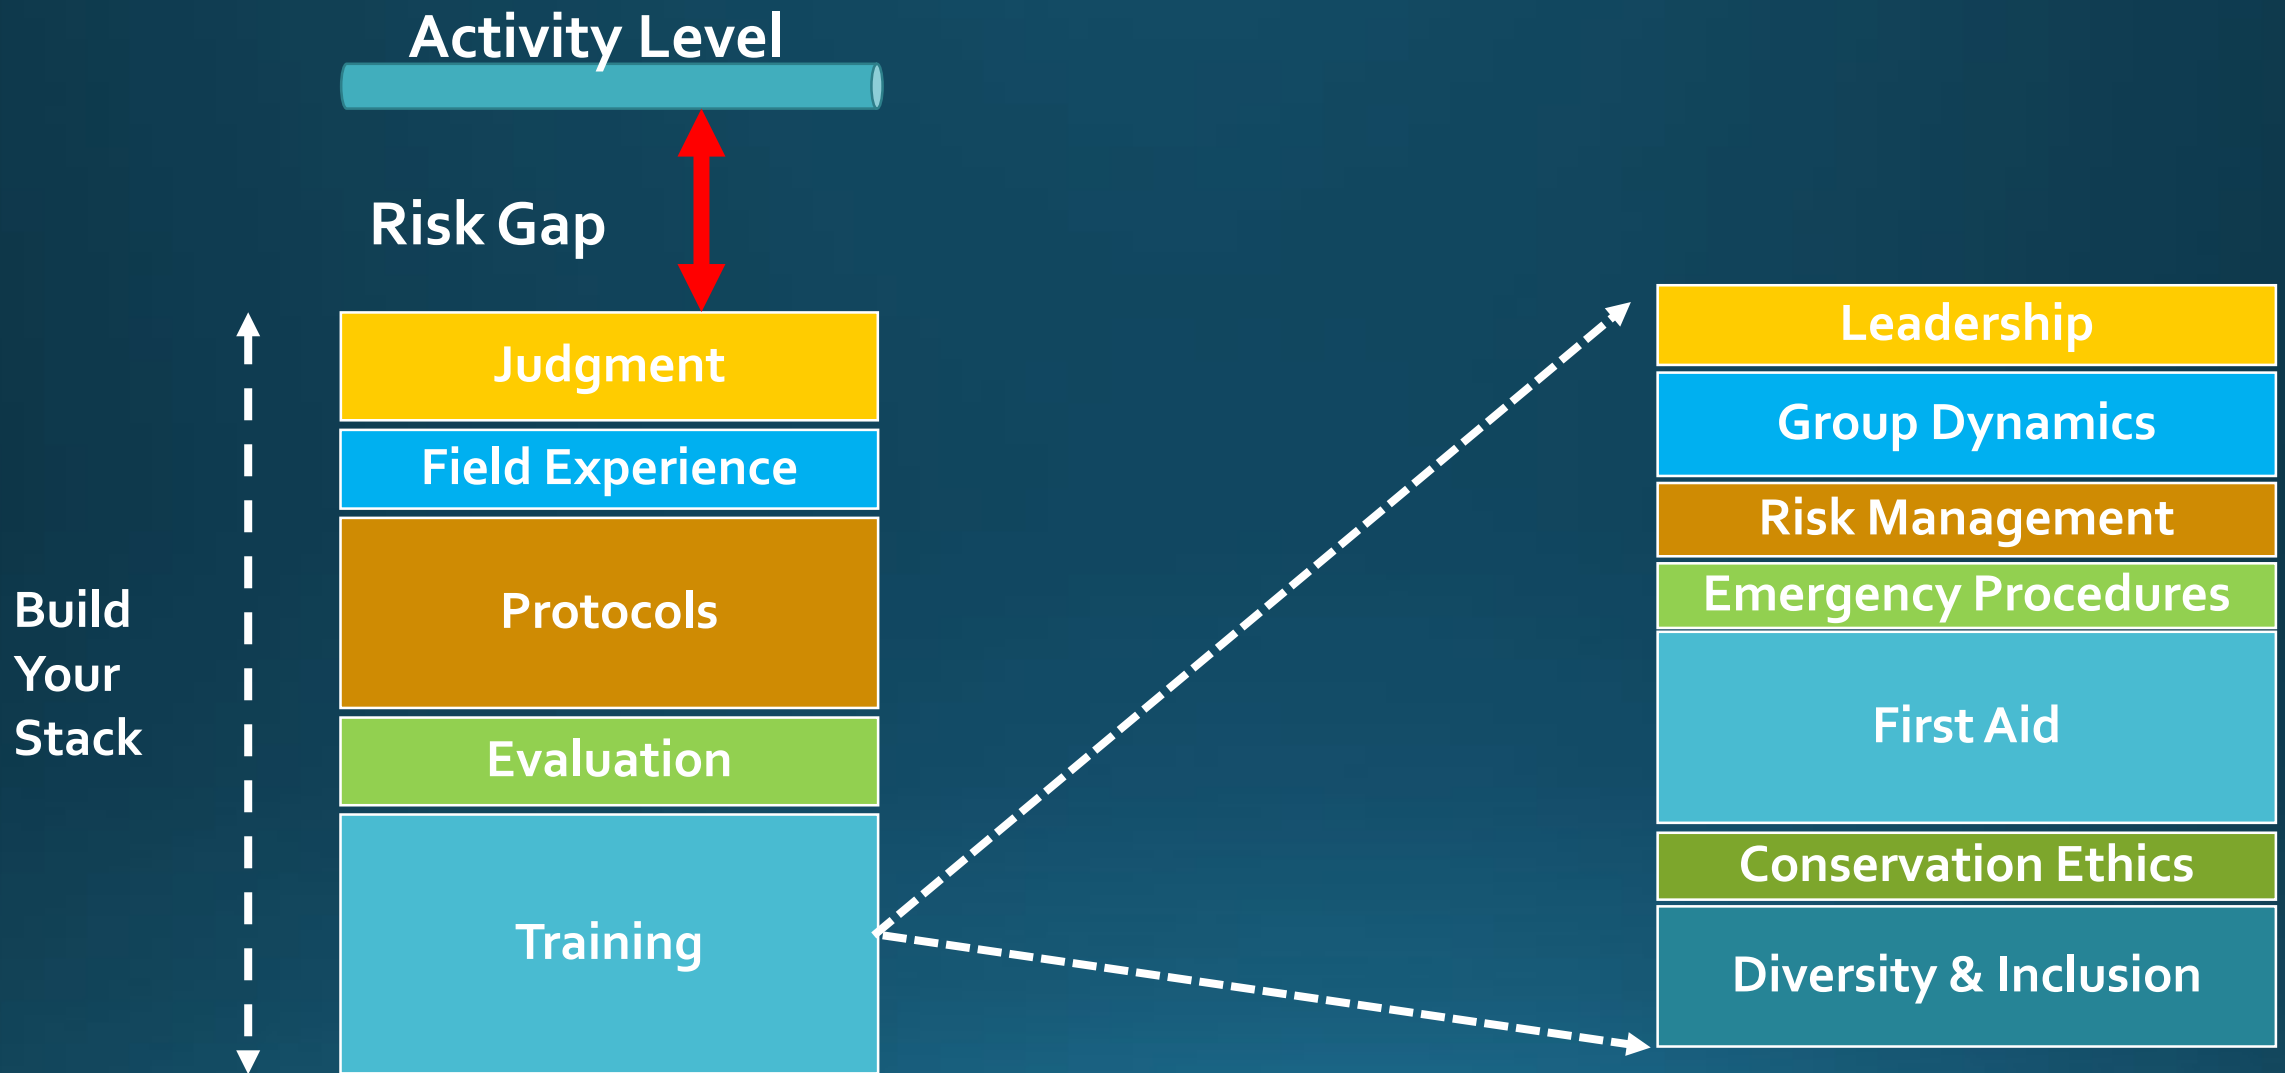 Activity Level
Risk Gap
Judgment
Field Experience
Protocols
Evaluation
Training
Build
Your
Stack
Leadership
Group Dynamics
Risk Management
Emergency Procedures
First Aid
Conservation Ethics
Diversity & Inclusion